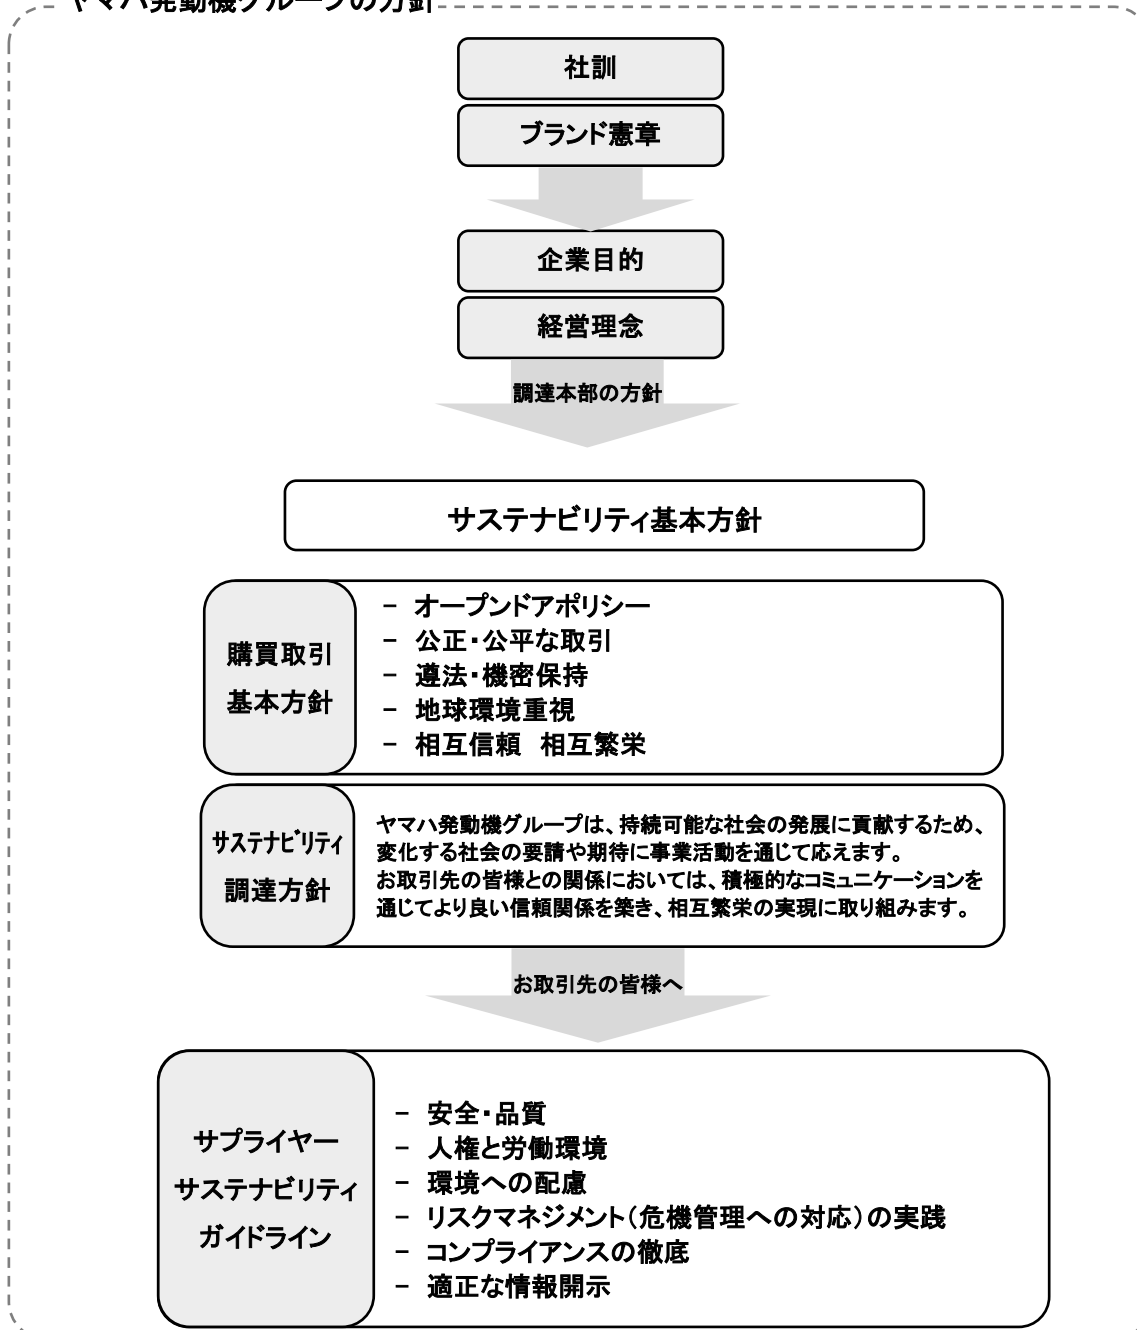 ヤマハ発動機グループの方針
社訓
ブランド憲章
企業目的
経営理念
調達本部の方針
サステナビリティ基本方針
購買取引
基本方針
- オープンドアポリシー
- 公正・公平な取引
- 遵法・機密保持
- 地球環境重視
- 相互信頼　相互繁栄
サステナビリティ
調達方針
ヤマハ発動機グループは、持続可能な社会の発展に貢献するため、
変化する社会の要請や期待に事業活動を通じて応えます。
お取引先の皆様との関係においては、積極的なコミュニケーションを
通じてより良い信頼関係を築き、相互繁栄の実現に取り組みます。
お取引先の皆様へ
サプライヤー
サステナビリティ
ガイドライン
- 安全・品質
- 人権と労働環境
- 環境への配慮
- リスクマネジメント（危機管理への対応）の実践
- コンプライアンスの徹底
- 適正な情報開示